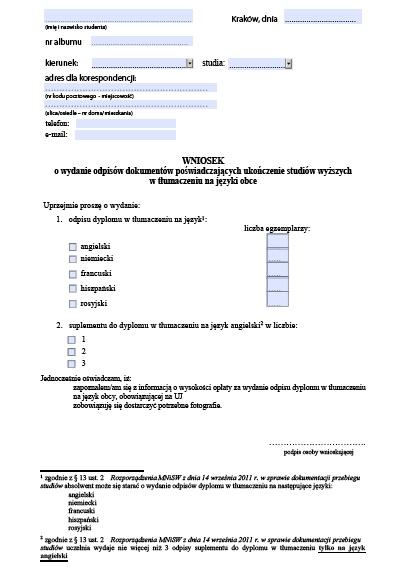 Kraków, dnia
(imię i nazwisko studenta)
nr albumu
kierunek: studia:
adres dla korespondencji:
(nr kodu pocztowego – miejscowość)
(ulica/osiedle – nr domu/mieszkania)
telefon:
e-mail:
WNIOSEK
o wydanie odpisów dokumentów poświadczających ukończenie studiów wyższych
w tłumaczeniu na języki obce
Uprzejmie proszę o wydanie:
1. odpisu dyplomu w tłumaczeniu na język¹:
liczba egzemplarzy:
angielski
niemiecki
francuski
hiszpański
rosyjski
2. suplementu do dyplomu w tłumaczeniu na język angielski² w liczbie:
1
2
3
Jednocześnie oświadczam, iż:
zapoznałem/am się z informacją o wysokości opłaty za wydanie odpisu dyplomu w tłumaczeniu
na język obcy, obowiązującej na UJ
zobowiązuję się dostarczyć potrzebne fotografie.
podpis osoby wnioskującej
¹ zgodnie z § 13 ust. 2 Rozporządzenia MNiSW z dnia 14 września 2011 r. w sprawie dokumentacji przebiegu
studiów absolwent może się starać o wydanie odpisów dyplomu w tłumaczeniu na następujące języki:
angielski
niemiecki
francuski
hiszpański
rosyjski
² zgodnie z § 13 ust. 2 Rozporządzenia MNiSW z dnia 14 września 2011 r. w sprawie dokumentacji przebiegu
studiów uczelnia wydaje nie więcej niż 3 odpisy suplementu do dyplomu w tłumaczeniu tylko na język
angielski